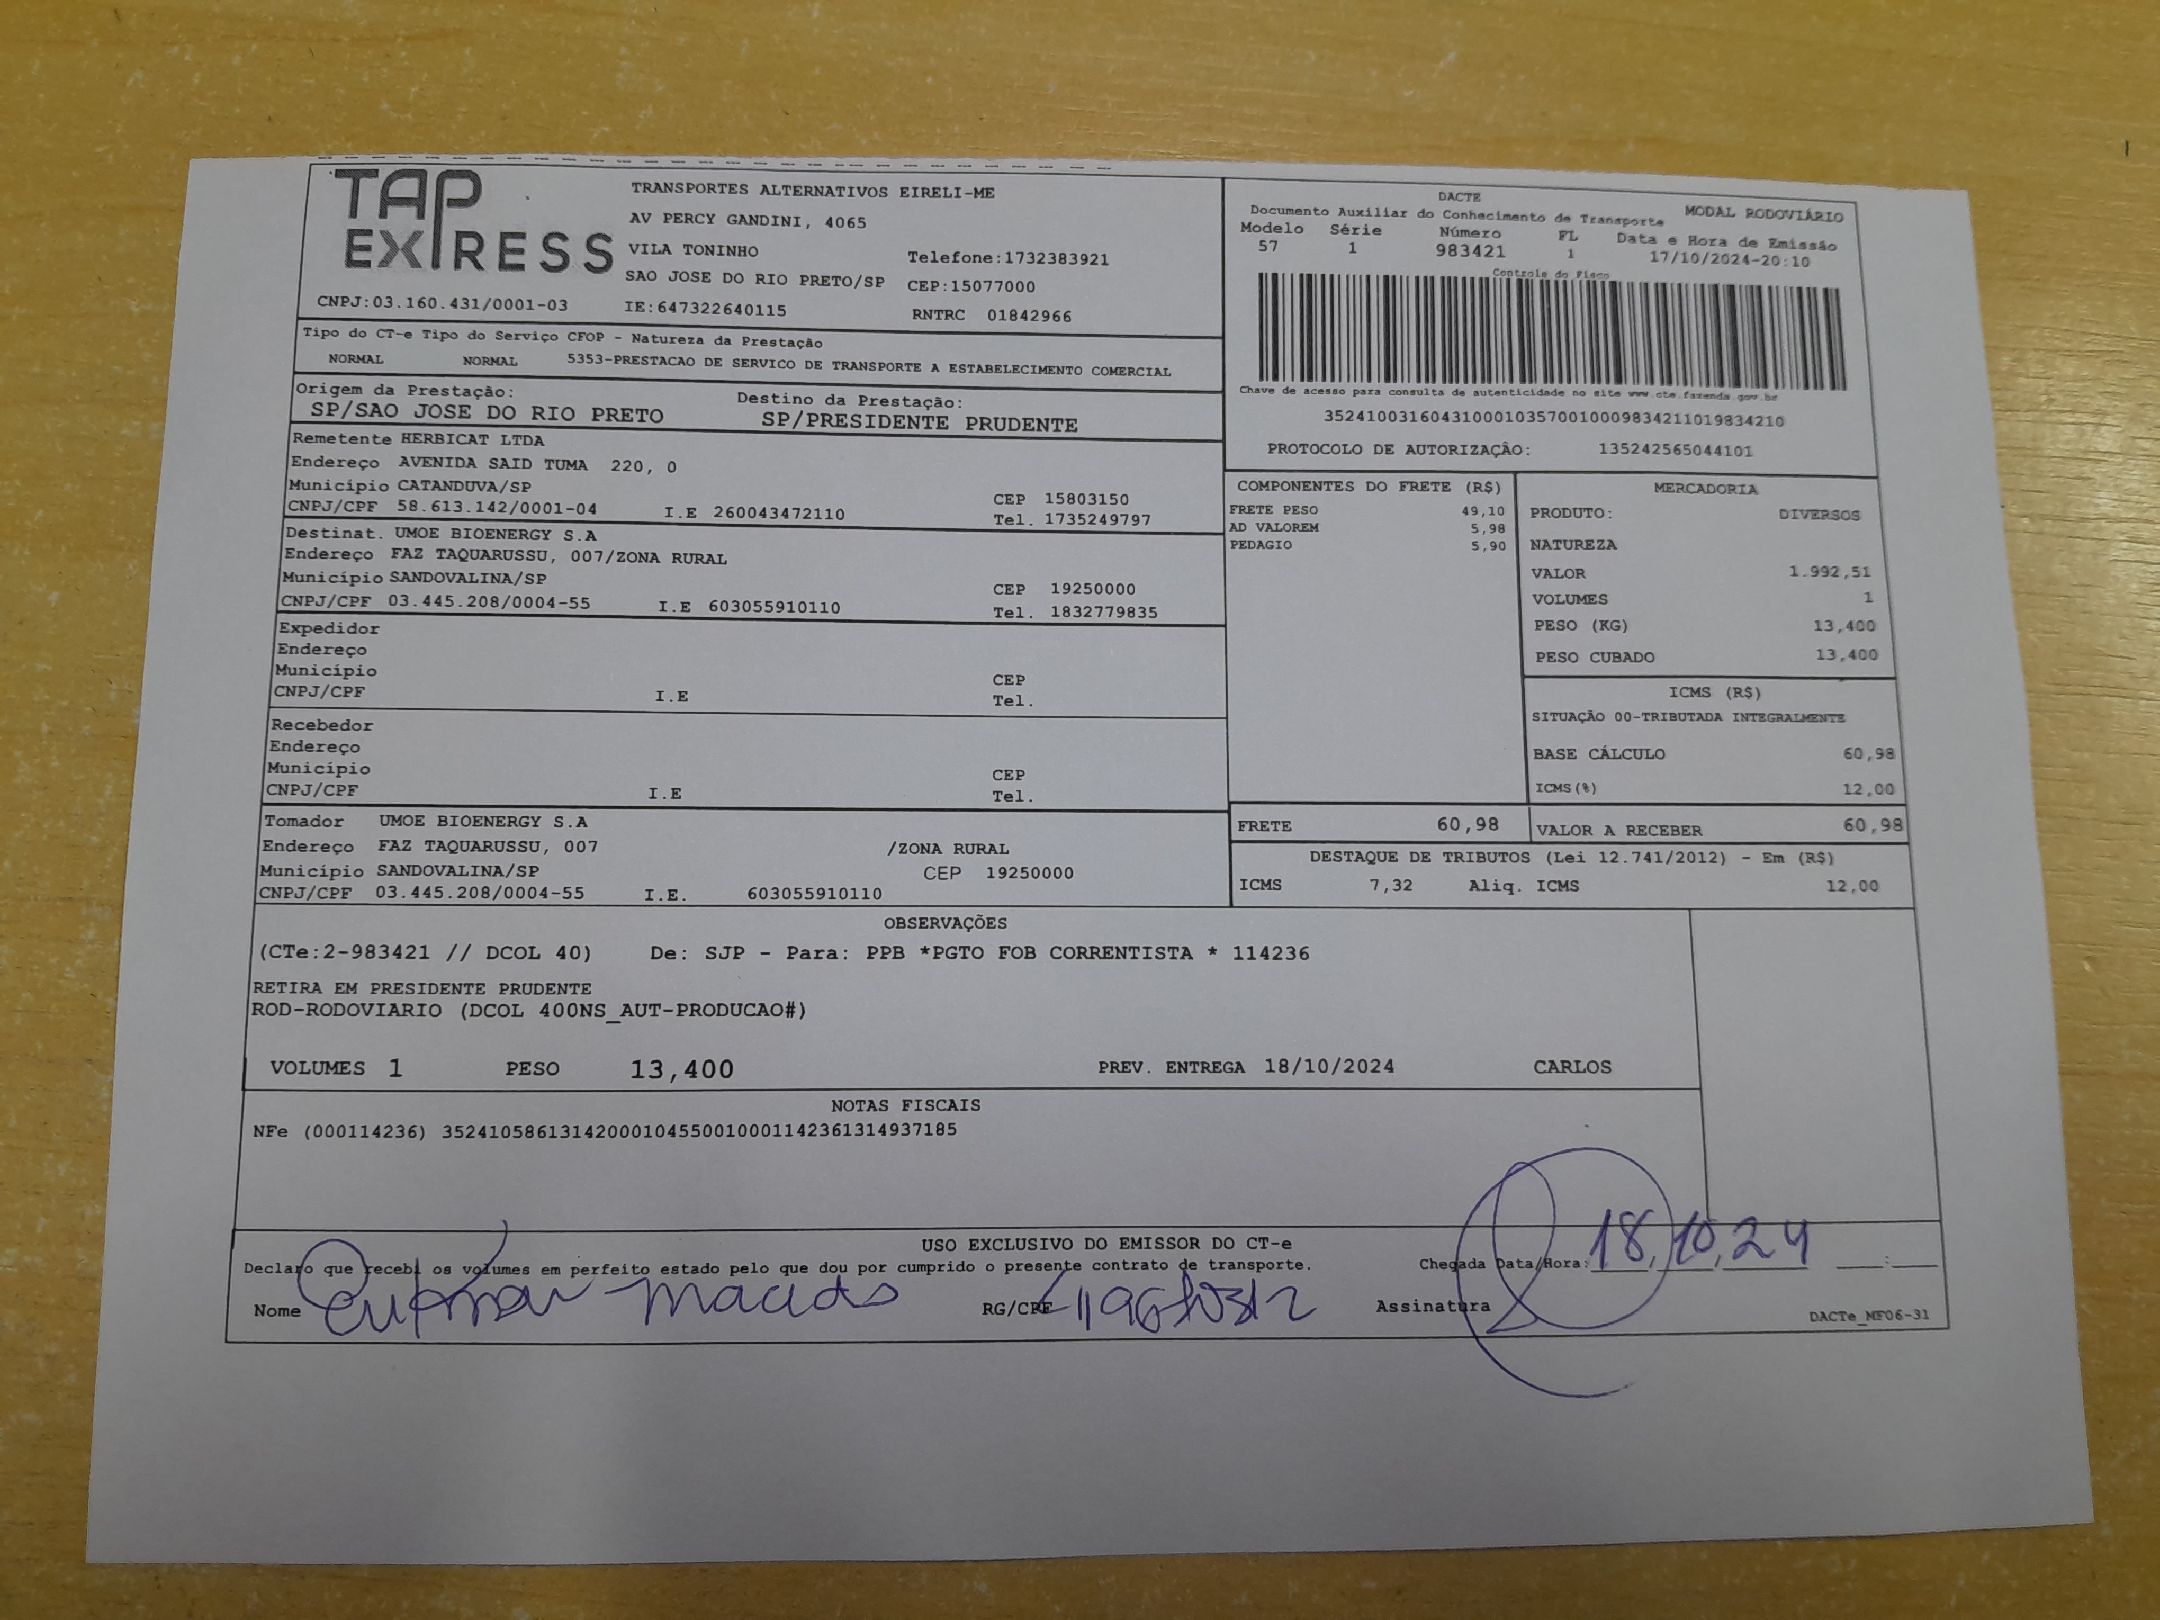 TAP EXPRESS
TRANSPORTES ALTERNATIVOS EIRELI-ME
AV PERCY GANDINI, 4065
VILA TONINHO
Telefone:1732383921
SAO JOSE DO RIO PRETO/SP CEP:15077000
CNPJ:03.160.431/0001-03 IE:647322640115 RNTRC 01842966
DACTE
Documento Auxiliar do Conhecimento de Transporte MODAL RODOVIÁRIO
Modelo Série Número FL Data e Hora de Emissão
57 1 983421 1 17/10/2024-20:10
Controle do Fisco
Chave de acesso para consulta de autenticidade no site www.cte.fazenda.gov.br
35241003160431000103570010009834211019834210
PROTOCOLO DE AUTORIZAÇÃO: 135242565044101
Tipo do CT-e Tipo do Serviço CFOP - Natureza da Prestação
NORMAL NORMAL 5353-PRESTACAO DE SERVICO DE TRANSPORTE A ESTABELECIMENTO COMERCIAL
Origem da Prestação: Destino da Prestação:
SP/SAO JOSE DO RIO PRETO SP/PRESIDENTE PRUDENTE
Remetente HERBICAT LTDA
Endereço AVENIDA SAID TUMA 220, 0
Município CATANDUVA/SP CEP 15803150
CNPJ/CPF 58.613.142/0001-04 I.E 260043472110 Tel. 1735249797
Destinat. UMOE BIOENERGY S.A
Endereço FAZ TAQUARUSSU, 007/ZONA RURAL
Município SANDOVALINA/SP CEP 19250000
CNPJ/CPF 03.445.208/0004-55 I.E 603055910110 Tel. 1832779835
Expedidor
Endereço
Município CEP
CNPJ/CPF I.E Tel.
Recebedor
Endereço
Município CEP
CNPJ/CPF I.E Tel.
Tomador UMOE BIOENERGY S.A
Endereço FAZ TAQUARUSSU, 007 /ZONA RURAL
Município SANDOVALINA/SP CEP 19250000
CNPJ/CPF 03.445.208/0004-55 I.E. 603055910110
COMPONENTES DO FRETE (R$)
FRETE PESO 49,10
AD VALOREM 5,98
PEDAGIO 5,90
MERCADORIA
PRODUTO: DIVERSOS
NATUREZA
VALOR 1.992,51
VOLUMES 1
PESO (KG) 13,400
PESO CUBADO 13,400
ICMS (R$)
SITUAÇÃO 00-TRIBUTADA INTEGRALMENTE
BASE CÁLCULO 60,98
ICMS(%) 12,00
FRETE 60,98 VALOR A RECEBER 60,98
DESTAQUE DE TRIBUTOS (Lei 12.741/2012) - Em (R$)
ICMS 7,32 Aliq. ICMS 12,00
OBSERVAÇÕES
(CTe:2-983421 // DCOL 40) De: SJP - Para: PPB *PGTO FOB CORRENTISTA * 114236
RETIRA EM PRESIDENTE PRUDENTE
ROD-RODOVIARIO (DCOL 400NS_AUT-PRODUCAO#)
VOLUMES 1 PESO 13,400 PREV. ENTREGA 18/10/2024 CARLOS
NOTAS FISCAIS
NFe (000114236) 35241058613142000104550010001142361314937185
USO EXCLUSIVO DO EMISSOR DO CT-e
Declaro que recebi os volumes em perfeito estado pelo que dou por cumprido o presente contrato de transporte. Chegada Data/Hora: 18,10,24
Nome Macedo RG/CPF Assinatura
DACTe_MF06-31